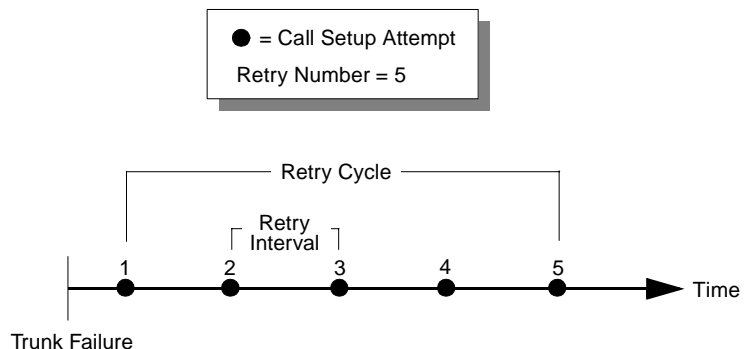 ● = Call Setup Attempt
Retry Number = 5
Retry Cycle
Retry
Interval
1 2 3 4 5
Time
Trunk Failure